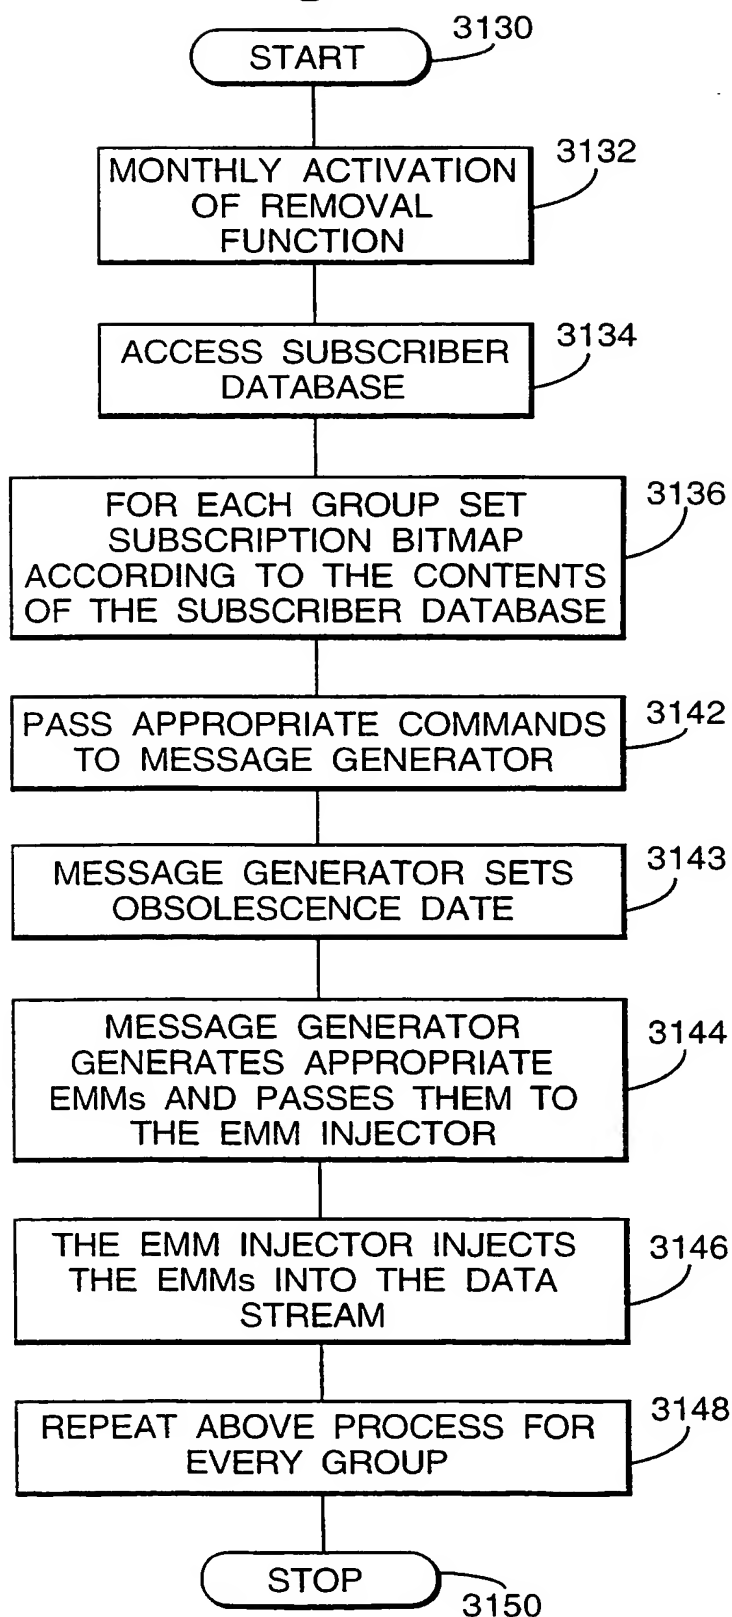 START
3130
MONTHLY ACTIVATION
OF REMOVAL
FUNCTION
3132
ACCESS SUBSCRIBER
DATABASE
3134
FOR EACH GROUP SET
SUBSCRIPTION BITMAP
ACCORDING TO THE CONTENTS
OF THE SUBSCRIBER DATABASE
3136
PASS APPROPRIATE COMMANDS
TO MESSAGE GENERATOR
3142
MESSAGE GENERATOR SETS
OBSOLESCENCE DATE
3143
MESSAGE GENERATOR
GENERATES APPROPRIATE
EMMs AND PASSES THEM TO
THE EMM INJECTOR
3144
THE EMM INJECTOR INJECTS
THE EMMs INTO THE DATA
STREAM
3146
REPEAT ABOVE PROCESS FOR
EVERY GROUP
3148
STOP
3150